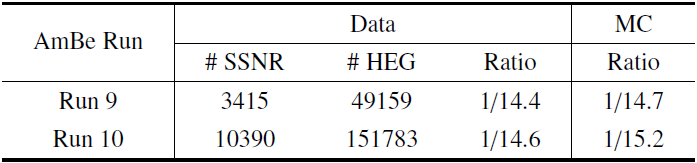 AmBe Run Data MC
# SSNR # HEG Ratio Ratio
Run 9 3415 49159 1/14.4 1/14.7
Run 10 10390 151783 1/14.6 1/15.2